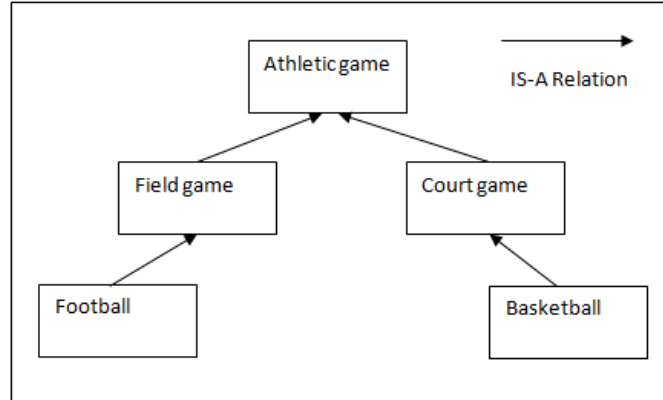 Athletic game
IS-A Relation
Field game
Court game
Football
Basketball